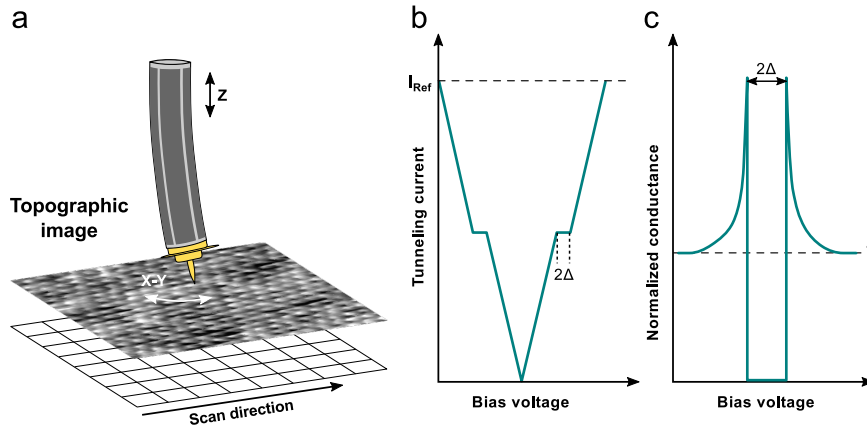 a
Z
Topographic
image
X-Y
Scan direction
b
I_Ref
Tunneling current
2Δ
Bias voltage
c
2Δ
Normalized conductance
Bias voltage